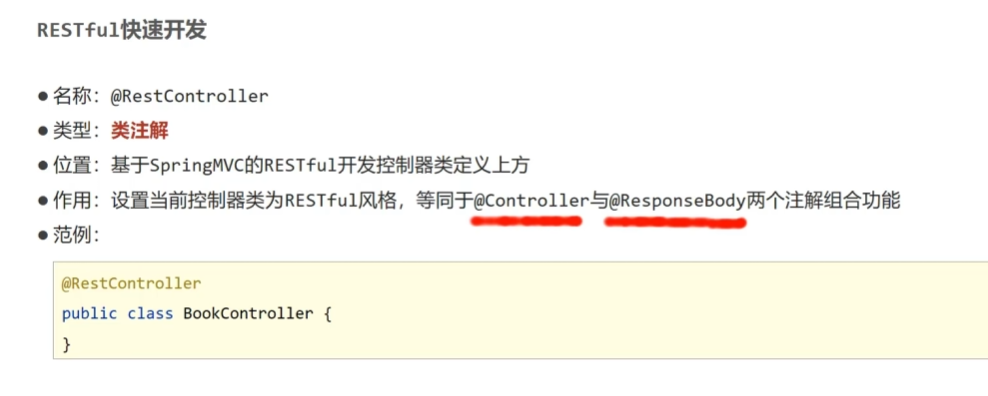 RESTful快速开发
● 名称：@RestController
● 类型：类注解
● 位置：基于SpringMVC的RESTful开发控制器类定义上方
● 作用：设置当前控制器类为RESTful风格，等同于@Controller与@ResponseBody两个注解组合功能
● 范例：
@RestController
public class BookController {
}